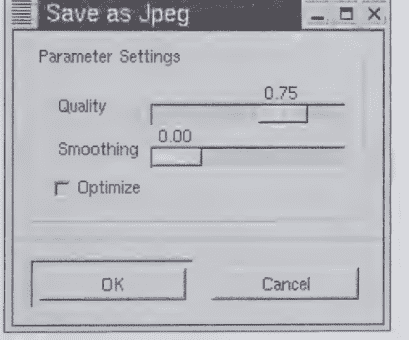 Save as Jpeg
Parameter Settings
0.75
Quality
0.00
Smoothing
Optimize
OK
Cancel